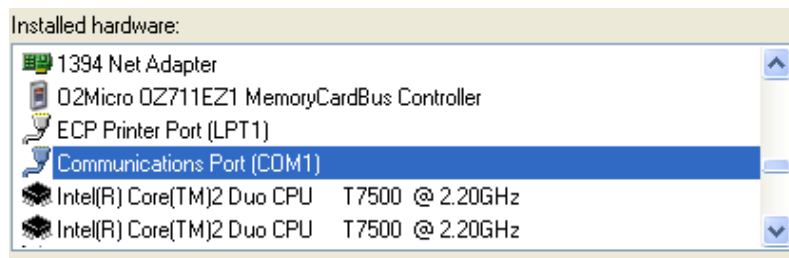 Installed hardware:
1394 Net Adapter
O2Micro OZ711EZ1 MemoryCardBus Controller
ECP Printer Port (LPT1)
Communications Port (COM1)
Intel(R) Core(TM)2 Duo CPU T7500 @ 2.20GHz
Intel(R) Core(TM)2 Duo CPU T7500 @ 2.20GHz